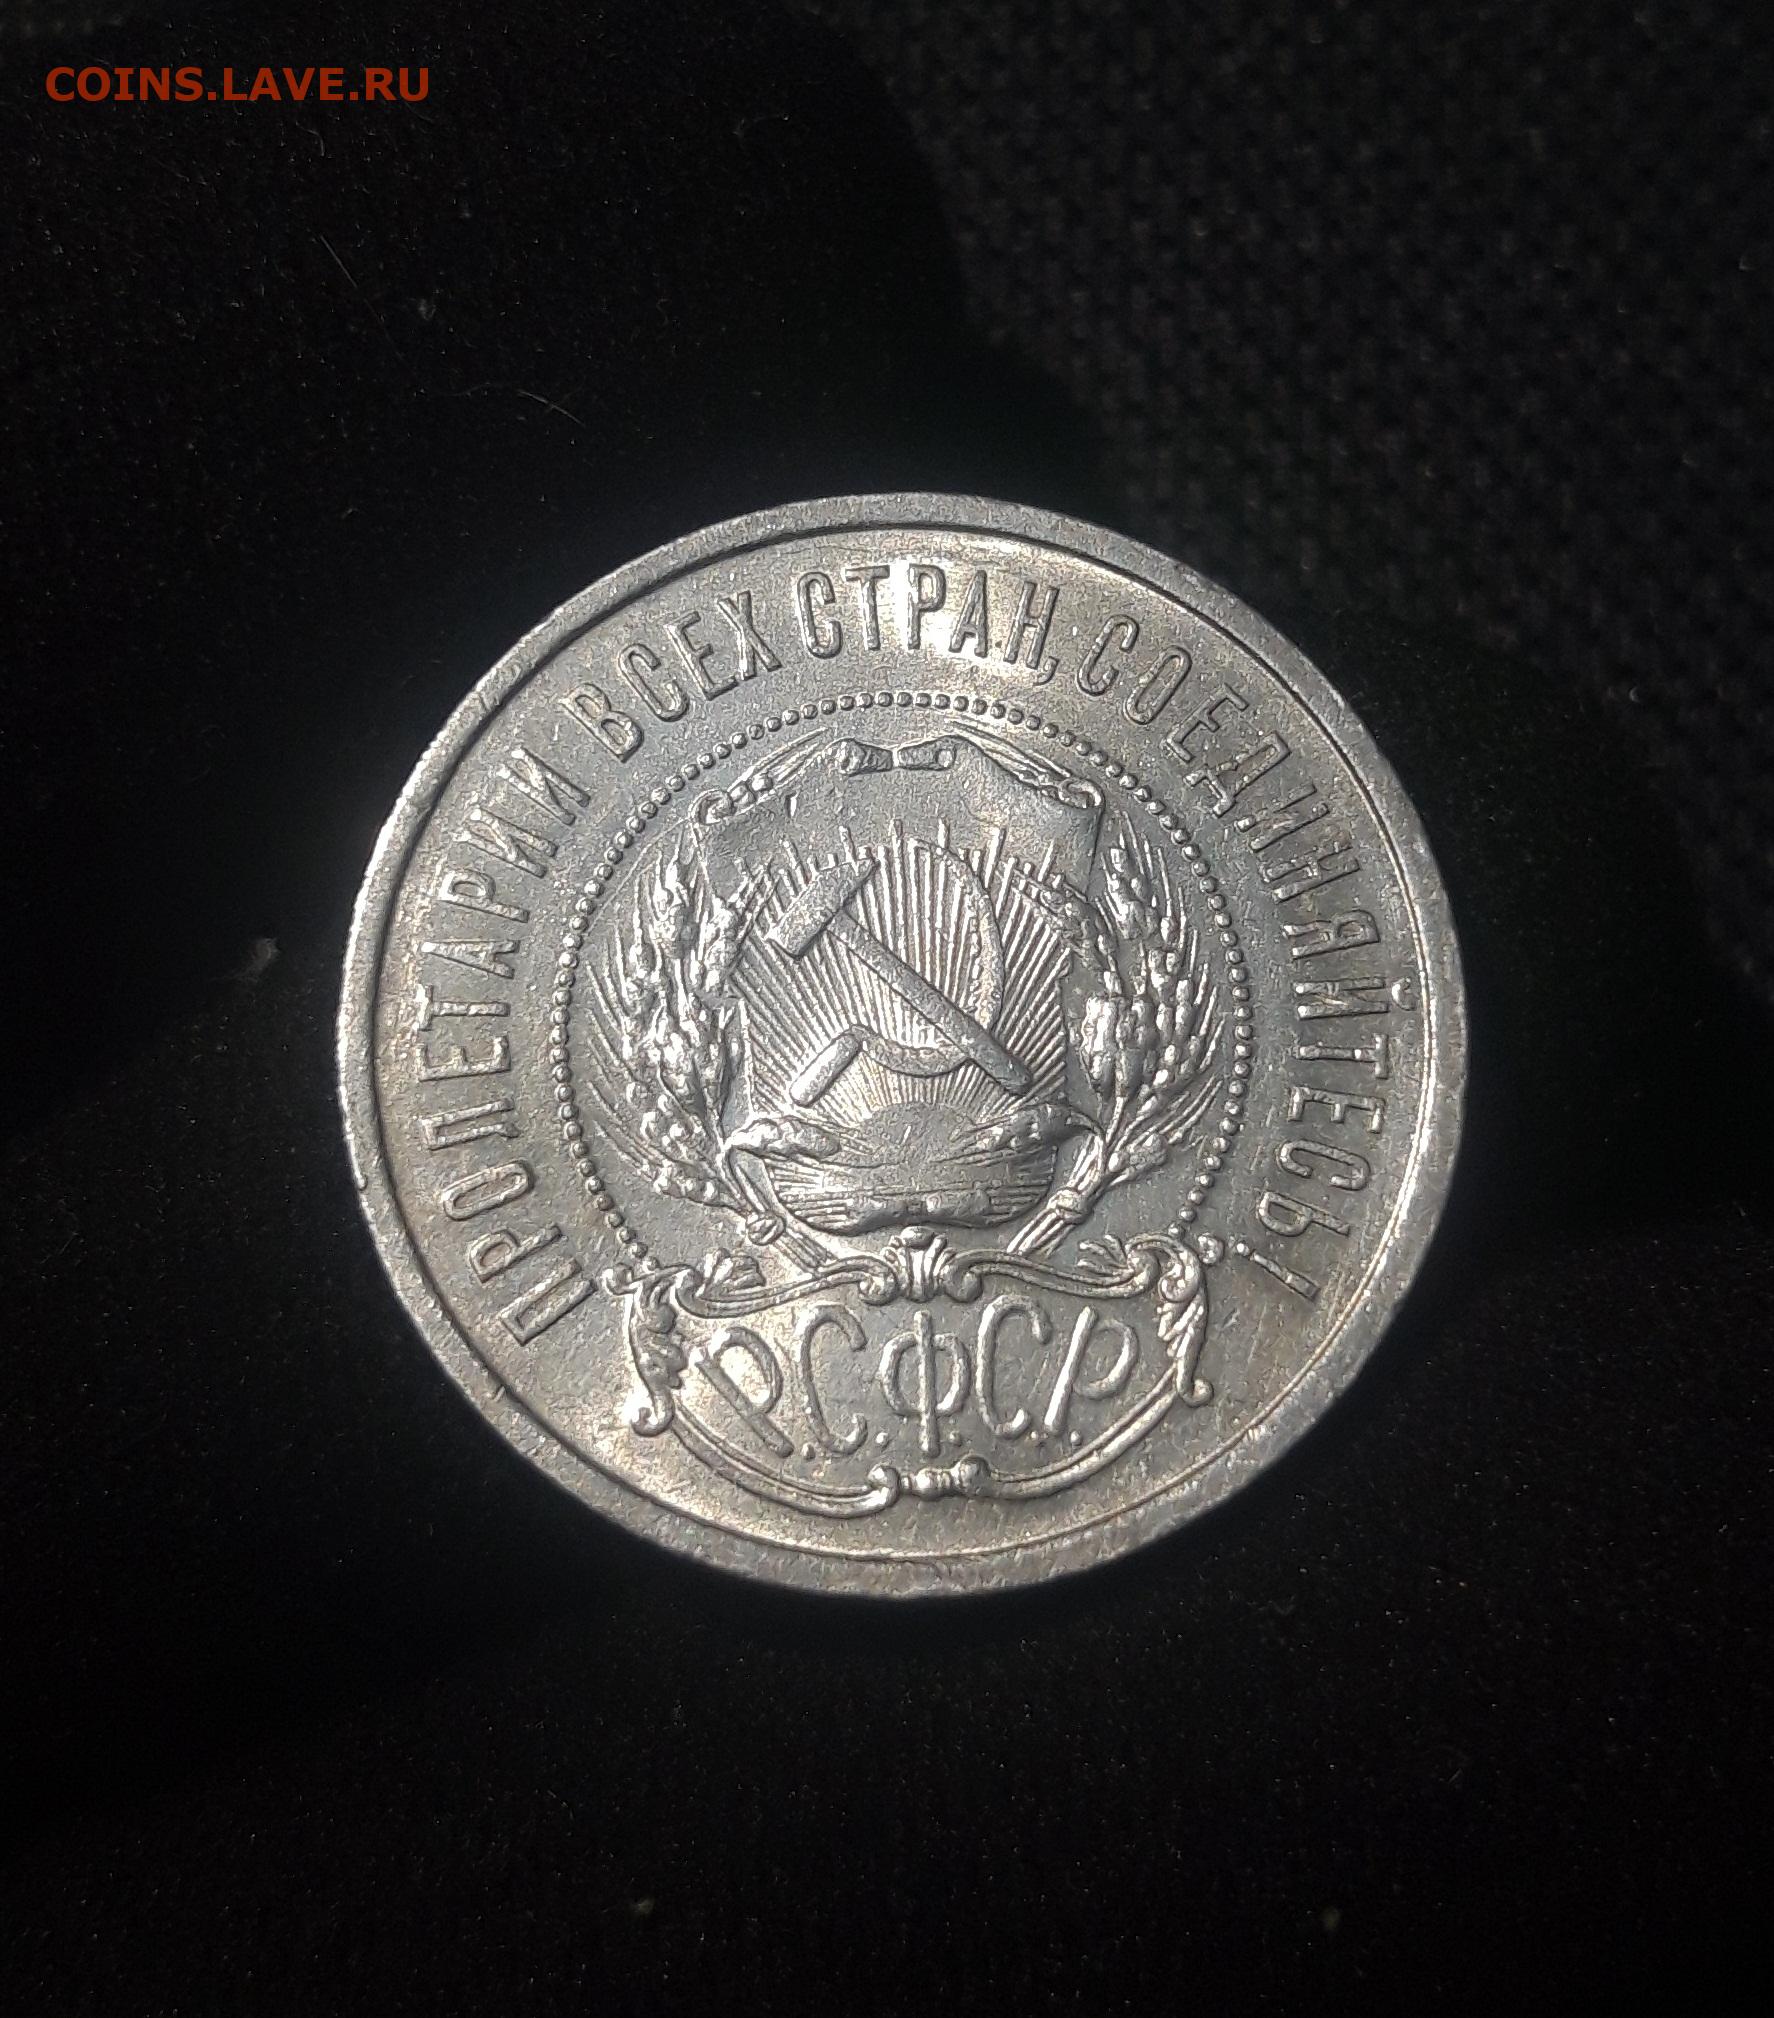 COINS.LAVE.RU
ПРОЛЕТАРИИ ВСЕХ СТРАН, СОЕДИНЯЙТЕСЬ!
Р.С.Ф.С.Р.